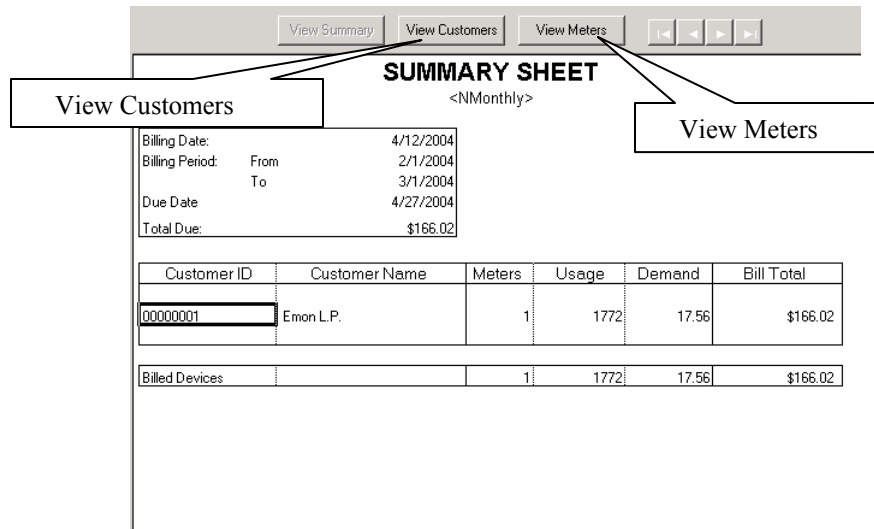 View Summary View Customers View Meters
SUMMARY SHEET
<NMonthly>
View Customers
View Meters
Billing Date: 4/12/2004
Billing Period: From 2/1/2004
To 3/1/2004
Due Date 4/27/2004
Total Due: $166.02
Customer ID Customer Name Meters Usage Demand Bill Total
00000001 Emon L.P. 1 1772 17.56 $166.02
Billed Devices 1 1772 17.56 $166.02